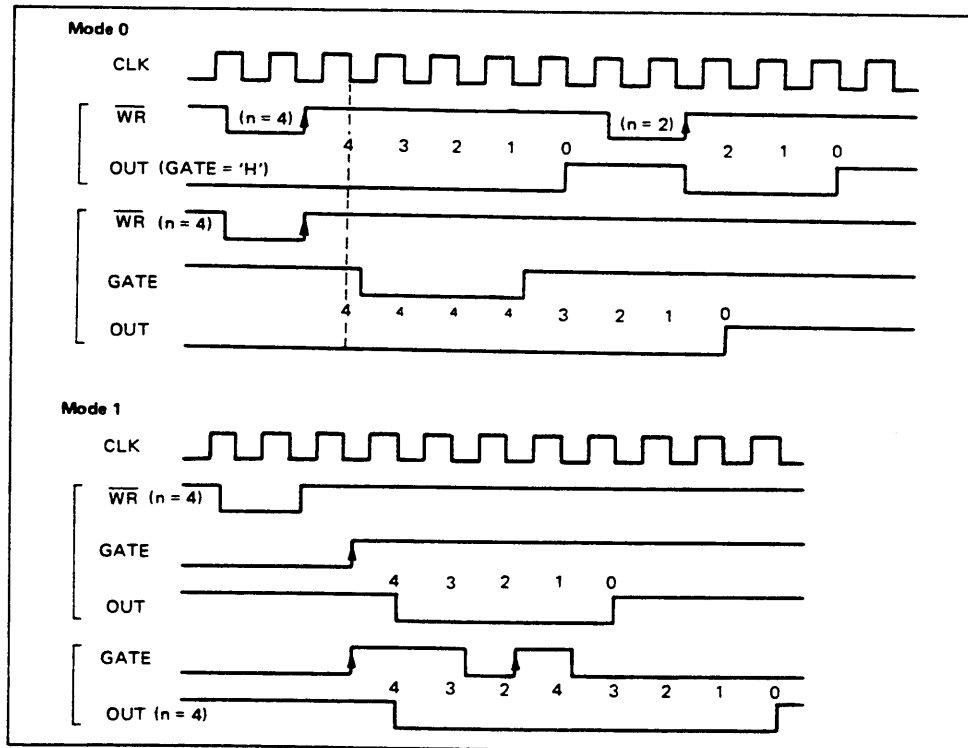 Mode 0
CLK
WR (n = 4) (n = 2)
4 3 2 1 0 2 1 0
OUT (GATE = 'H')
WR (n = 4)
GATE
4 4 4 4 3 2 1 0
OUT
Mode 1
CLK
WR (n = 4)
GATE
4 3 2 1 0
OUT
GATE
4 3 2 4 3 2 1 0
OUT (n = 4)